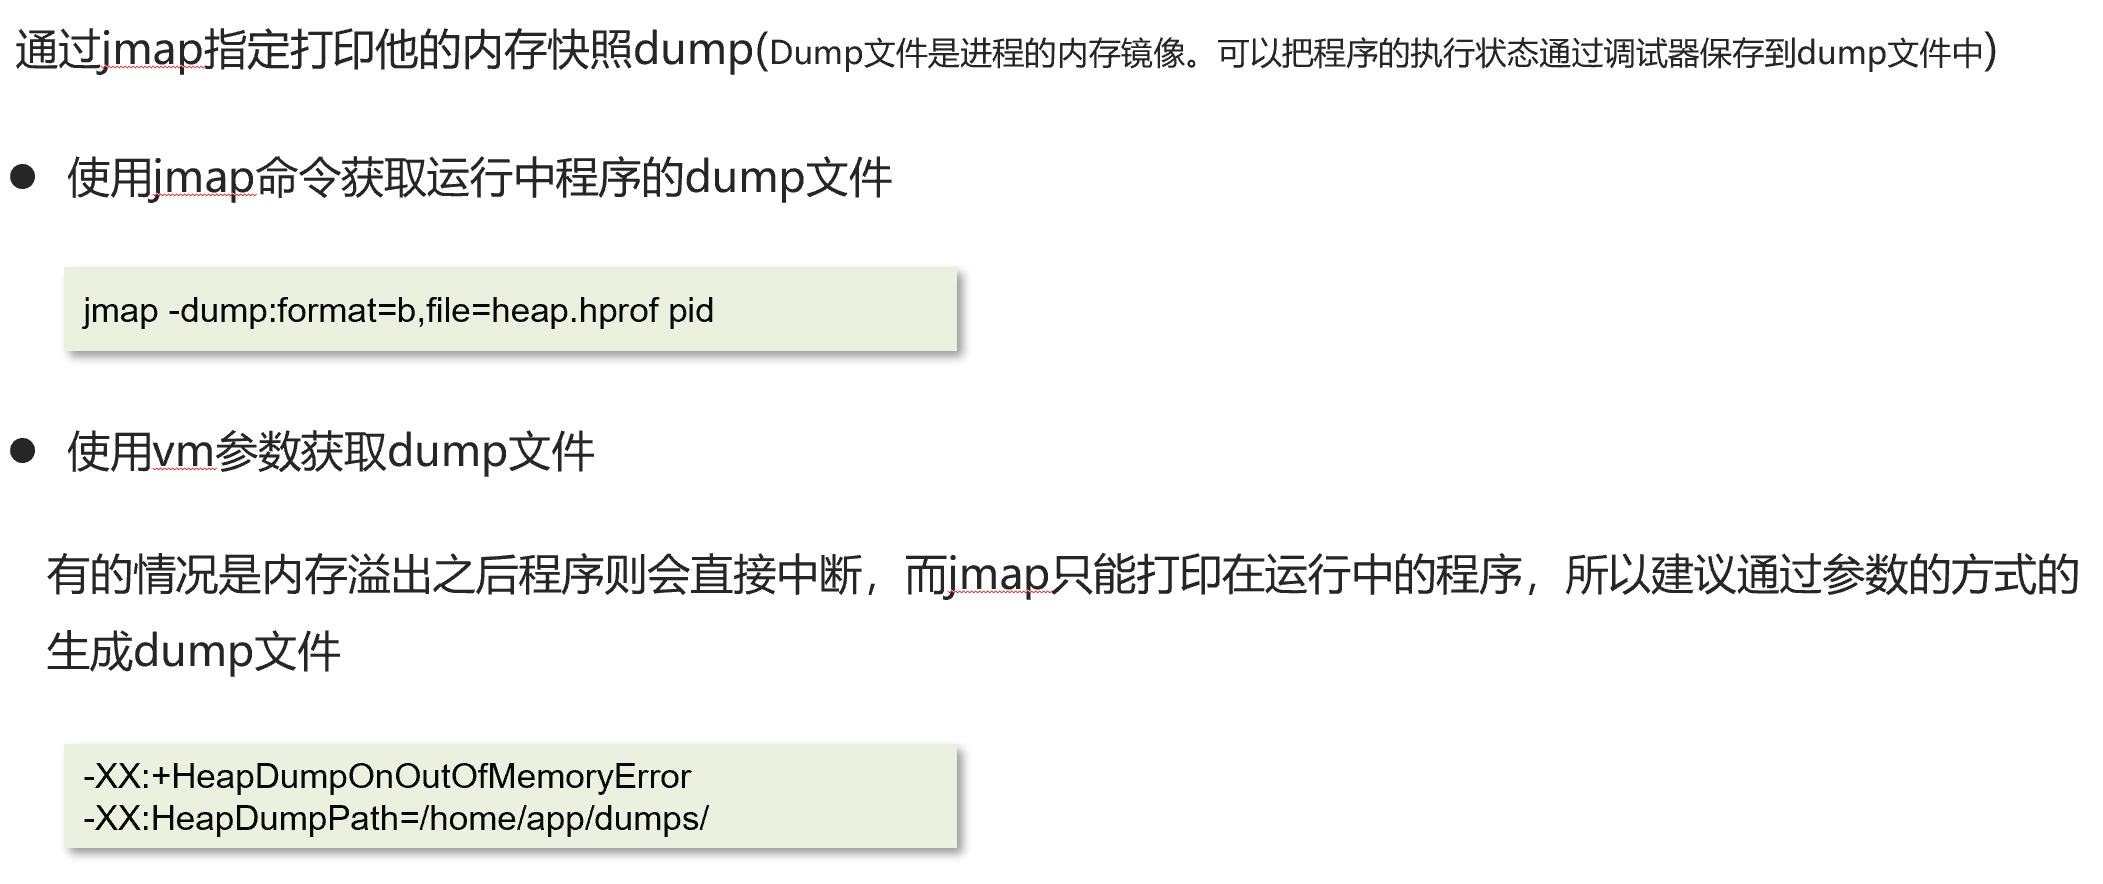 通过jmap指定打印他的内存快照dump(Dump文件是进程的内存镜像。可以把程序的执行状态通过调试器保存到dump文件中)
● 使用jmap命令获取运行中程序的dump文件
jmap -dump:format=b,file=heap.hprof pid
● 使用vm参数获取dump文件
有的情况是内存溢出之后程序则会直接中断，而jmap只能打印在运行中的程序，所以建议通过参数的方式的
生成dump文件
-XX:+HeapDumpOnOutOfMemoryError
-XX:HeapDumpPath=/home/app/dumps/